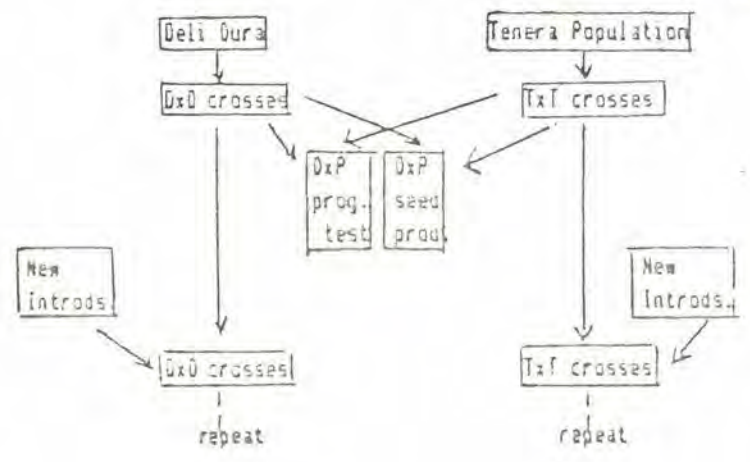 Deli Dura
Tenera Population
DxD crosses
TxT crosses
DxP
prog.
test
DxP
seed
prod.
New
introds.
New
Introds.
DxD crosses
TxT crosses
repeat
repeat